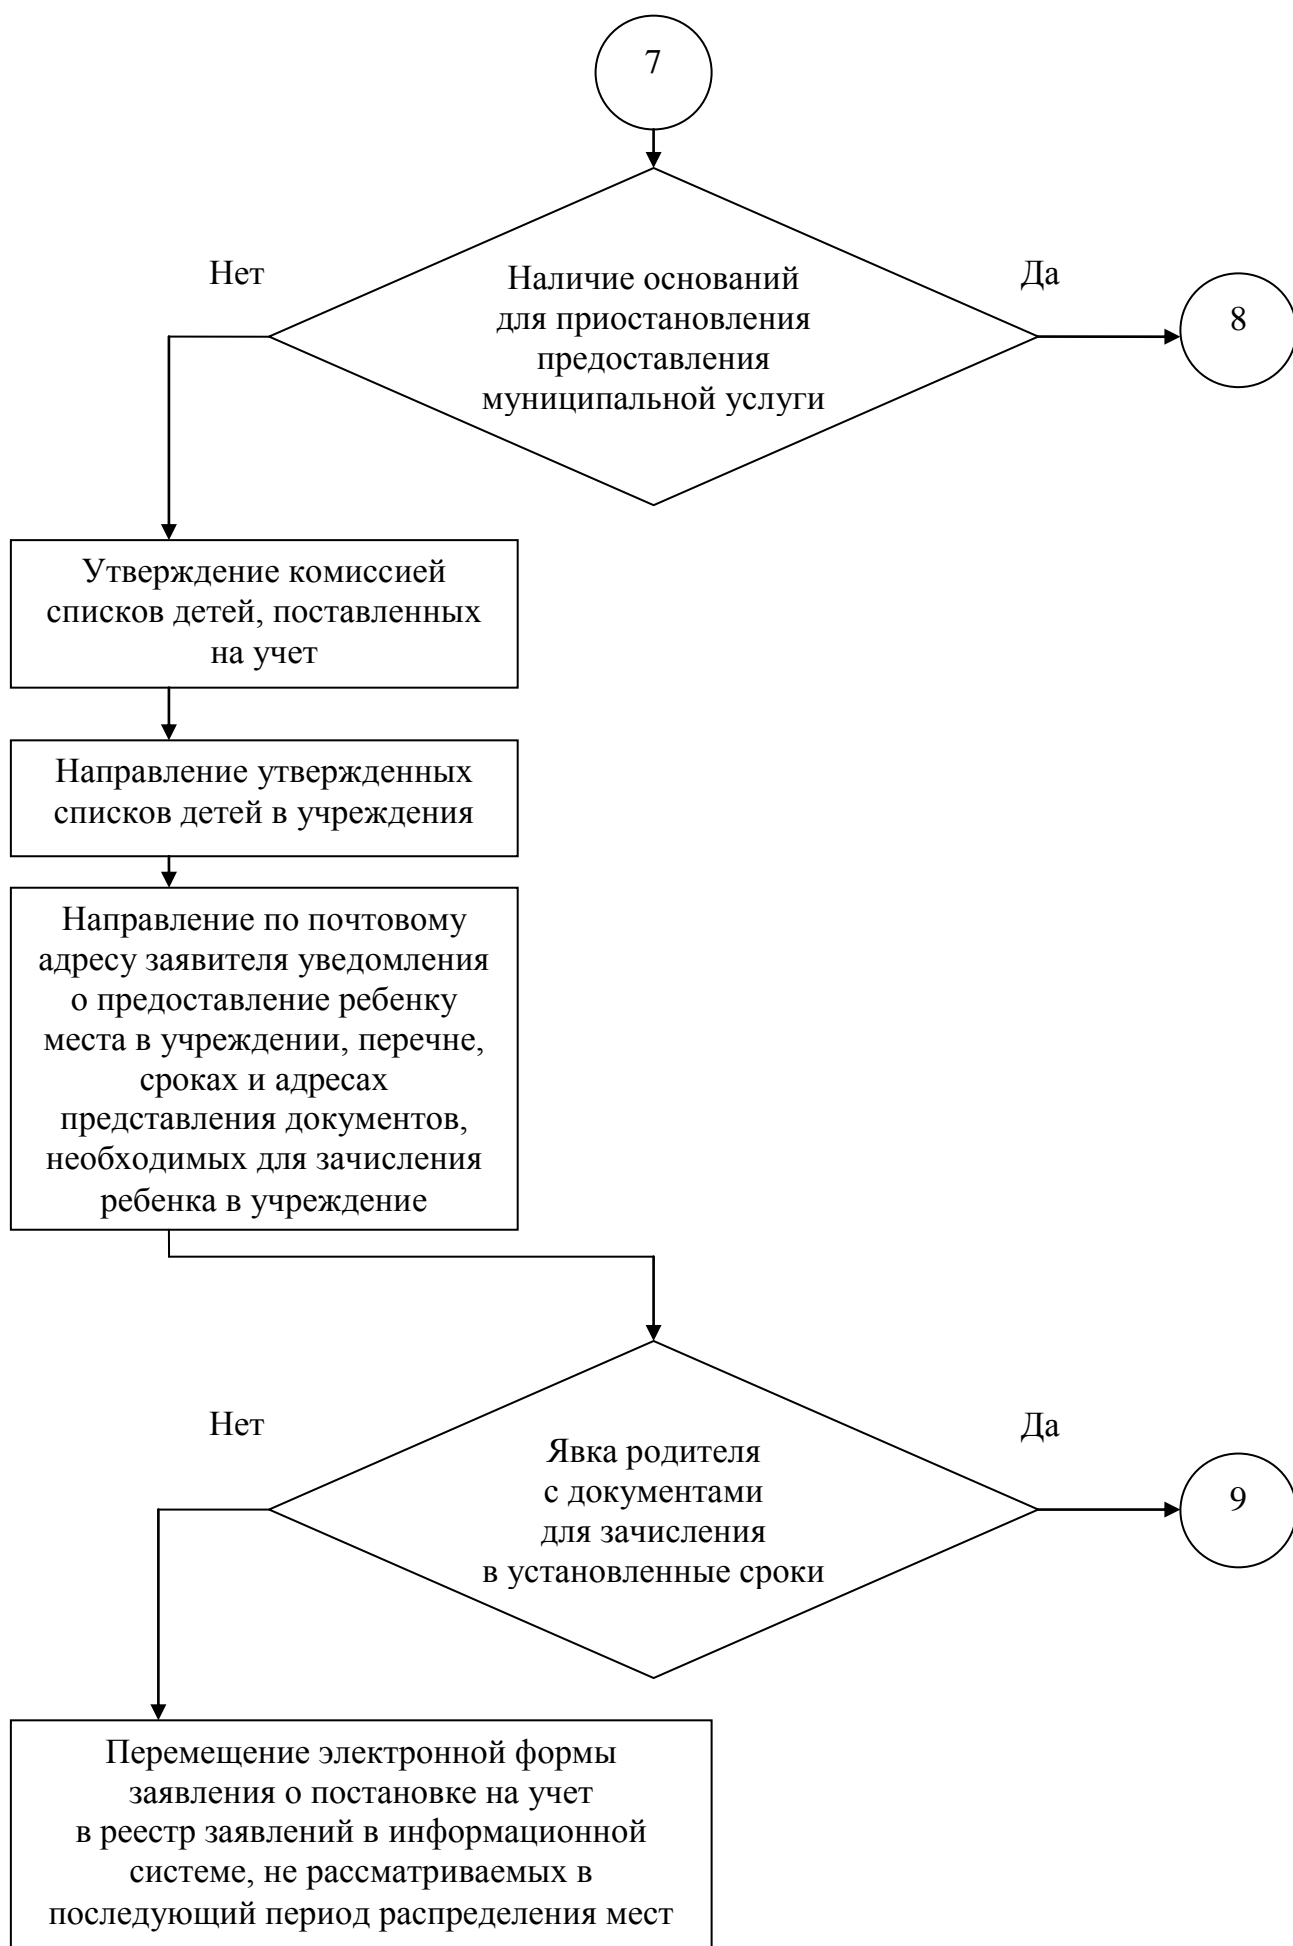 7
Нет
Да
Наличие оснований
для приостановления
предоставления
муниципальной услуги
8
Утверждение комиссией
списков детей, поставленных
на учет
Направление утвержденных
списков детей в учреждения
Направление по почтовому
адресу заявителя уведомления
о предоставление ребенку
места в учреждении, перечне,
сроках и адресах
представления документов,
необходимых для зачисления
ребенка в учреждение
Нет
Да
Явка родителя
с документами
для зачисления
в установленные сроки
9
Перемещение электронной формы
заявления о постановке на учет
в реестр заявлений в информационной
системе, не рассматриваемых в
последующий период распределения мест